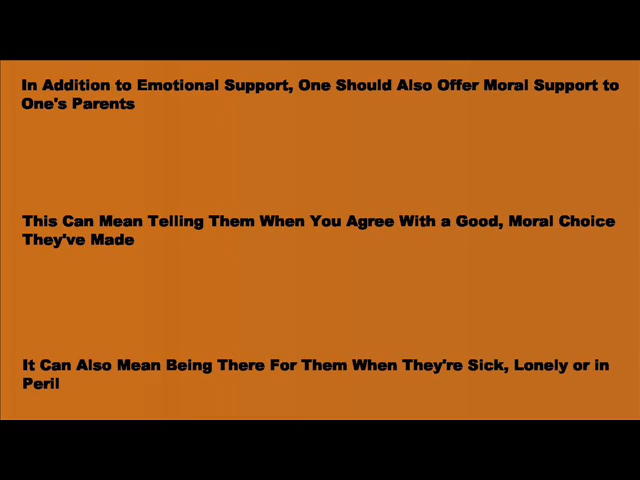 In Addition to Emotional Support, One Should Also Offer Moral Support to
One's Parents
This Can Mean Telling Them When You Agree With a Good, Moral Choice
They've Made
It Can Also Mean Being There For Them When They're Sick, Lonely or in
Peril